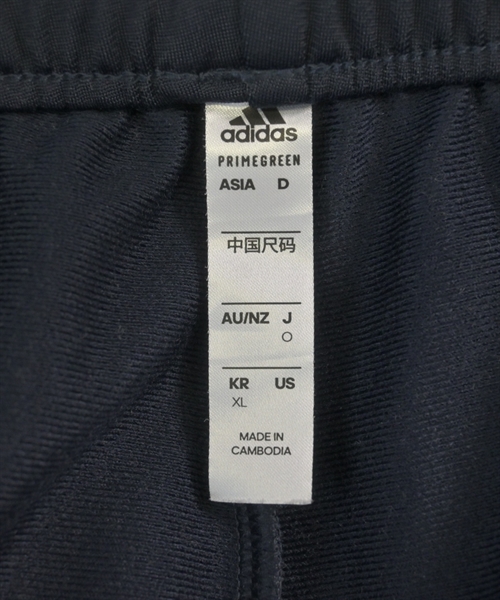 adidas
PRIMEGREEN
ASIA D
中国尺码
AU/NZ J
O
KR US
XL
MADE IN
CAMBODIA